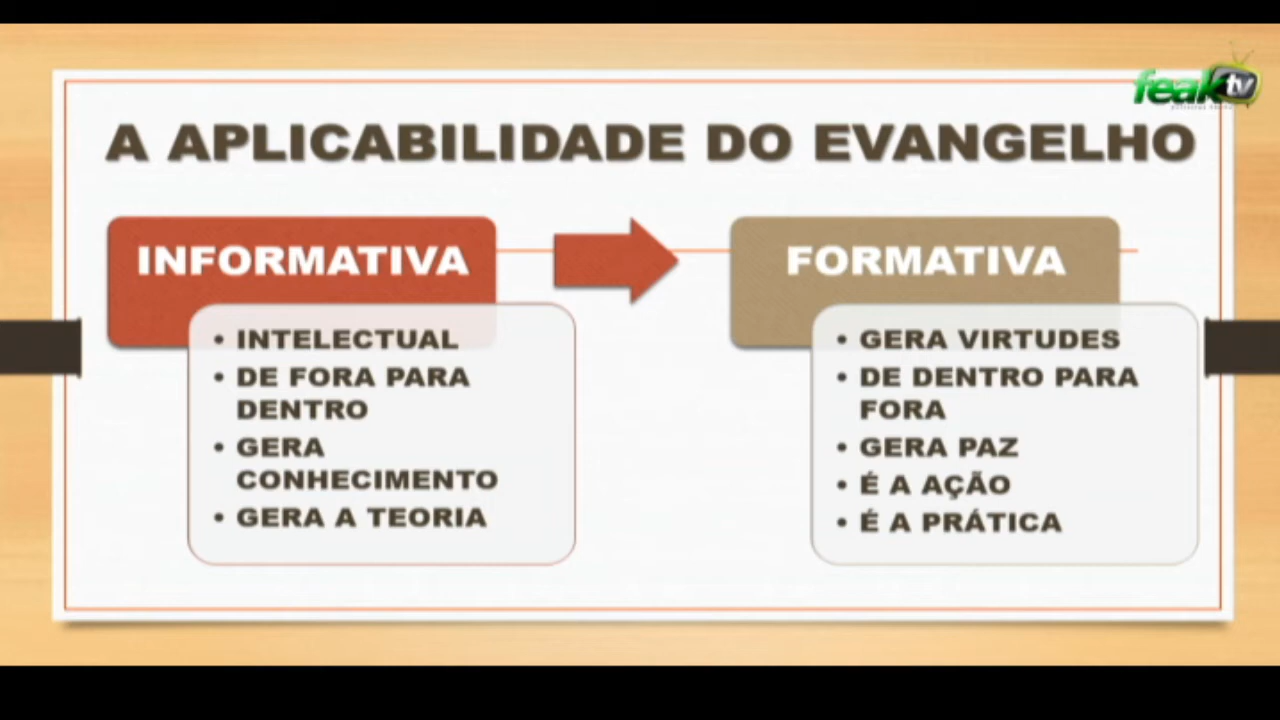 feak tv
A APLICABILIDADE DO EVANGELHO
INFORMATIVA
• INTELECTUAL
• DE FORA PARA
DENTRO
• GERA
CONHECIMENTO
• GERA A TEORIA
FORMATIVA
• GERA VIRTUDES
• DE DENTRO PARA
FORA
• GERA PAZ
• É A AÇÃO
• É A PRÁTICA